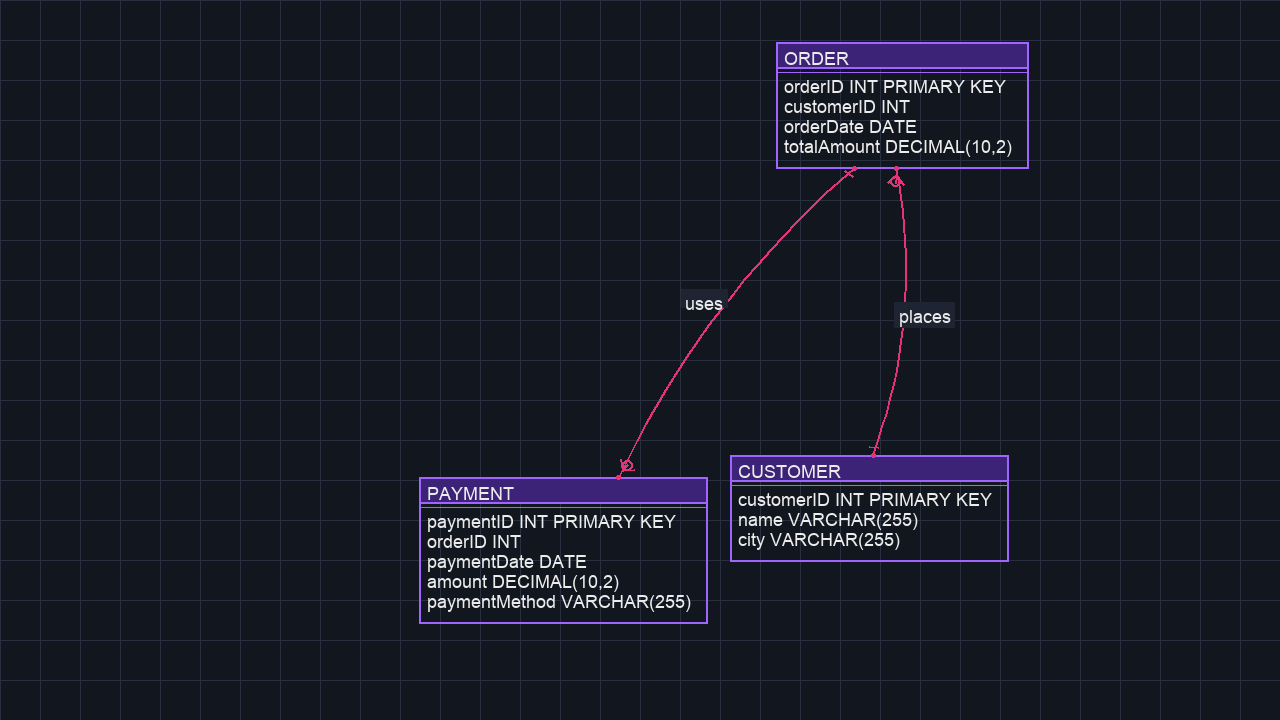 ORDER
orderID INT PRIMARY KEY
customerID INT
orderDate DATE
totalAmount DECIMAL(10,2)
uses
places
PAYMENT
paymentID INT PRIMARY KEY
orderID INT
paymentDate DATE
amount DECIMAL(10,2)
paymentMethod VARCHAR(255)
CUSTOMER
customerID INT PRIMARY KEY
name VARCHAR(255)
city VARCHAR(255)